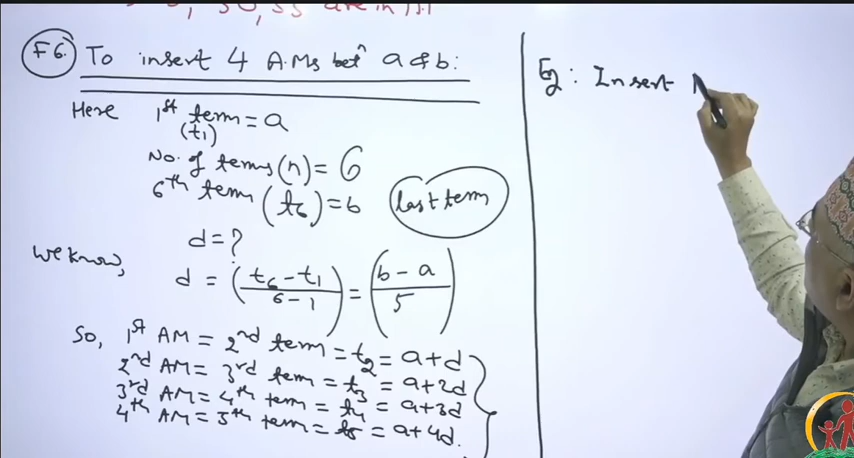 are in A.P.
F6. To insert 4 A.Ms betn a & b:
Here 1st term = a
(t1)
No. of terms (n) = 6
6th term (t6) = b last term
d = ?
We know,
d = (t6 - t1 / 6 - 1) = (b - a / 5)
So, 1st AM = 2nd term = t2 = a+d
2nd AM = 3rd term = t3 = a+2d
3rd AM = 4th term = t4 = a+3d
4th AM = 5th term = t5 = a+4d.
Eg: Insert